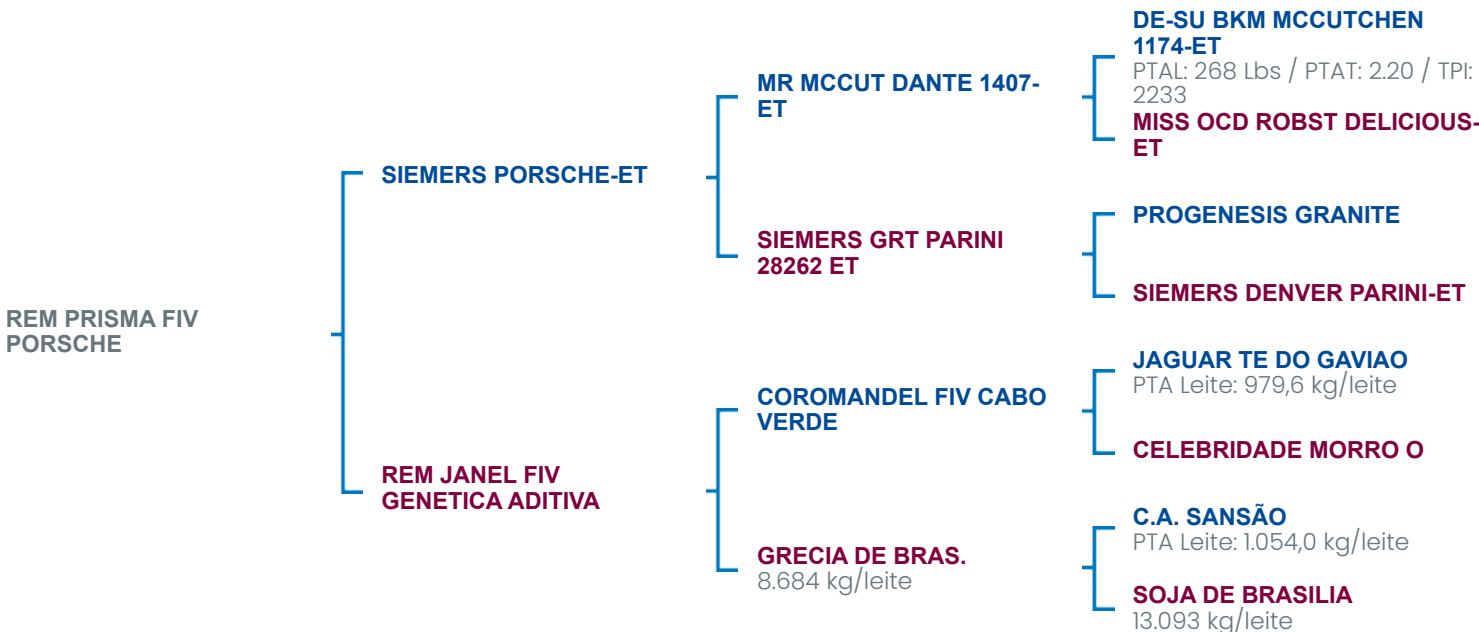 REM PRISMA FIV
PORSCHE
SIEMERS PORSCHE-ET
REM JANEL FIV
GENETICA ADITIVA
MR MCCUT DANTE 1407-
ET
SIEMERS GRT PARINI
28262 ET
COROMANDEL FIV CABO
VERDE
GRECIA DE BRAS.
8.684 kg/leite
DE-SU BKM MCCUTCHEN
1174-ET
PTAL: 268 Lbs / PTAT: 2.20 / TPI:
2233
MISS OCD ROBST DELICIOUS-
ET
PROGENESIS GRANITE
SIEMERS DENVER PARINI-ET
JAGUAR TE DO GAVIAO
PTA Leite: 979,6 kg/leite
CELEBRIDADE MORRO O
C.A. SANSÃO
PTA Leite: 1.054,0 kg/leite
SOJA DE BRASILIA
13.093 kg/leite